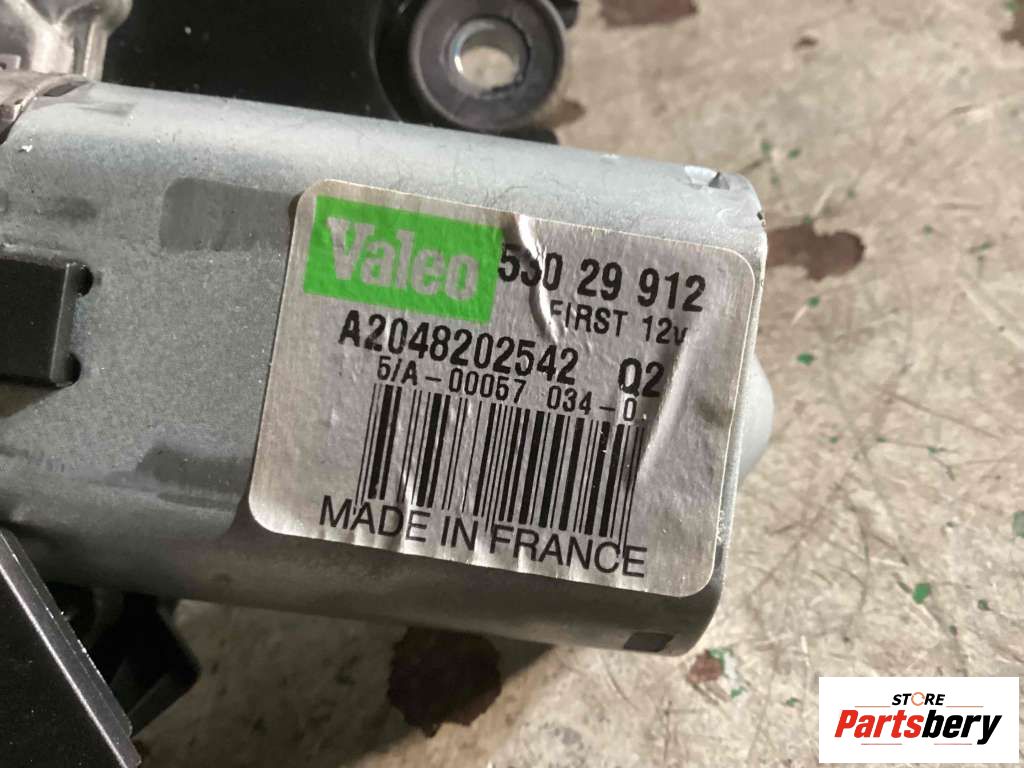 Valeo 530 29 912
FIRST 12v
A2048202542 Q2
5/A-00057 034-0
MADE IN FRANCE
STORE
Partsbery